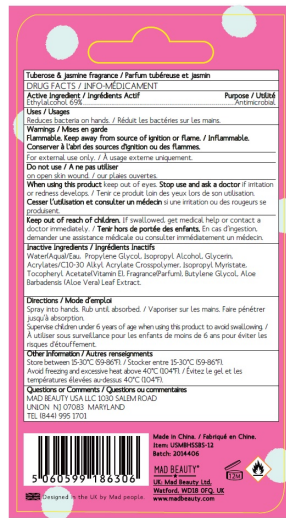 Tuberose & jasmine fragrance / Parfum tubéreuse et jasmin
DRUG FACTS / INFO-MÉDICAMENT
Active Ingredient / Ingrédients Actif Purpose / Utilité
Ethylalcohol 69% Antimicrobial
Uses / Usages
Reduces bacteria on hands. / Réduit les bactéries sur les mains.
Warnings / Mises en garde
Flammable. Keep away from source of ignition or flame. / Inflammable.
Conserver à l'abri des sources d'ignition ou des flammes.
For external use only. / À usage externe uniquement.
Do not use / A ne pas utiliser
on open skin wound. / our plaies ouvertes.
When using this product keep out of eyes. Stop use and ask a doctor if irritation
or redness develops. / Tenir ce produit loin des yeux lors de son utilisation.
Cesser l'utilisation et consulter un médecin si une irritation ou des rougeurs se
produisent.
Keep out of reach of children. If swallowed, get medical help or contact a
doctor immediately. / Tenir hors de portée des enfants. En cas d'ingestion,
demander une assistance médicale ou consulter immédiatement un médecin.
Inactive Ingredients / Ingrédients Inactifs
Water(Aqua)/Eau, Propylene Glycol, Isopropyl Alcohol, Glycerin,
Acrylates/C10-30 Alkyl Acrylate Crosspolymer, Isopropyl Myristate,
Tocopheryl Acetate(Vitamin E), Fragrance(Parfum), Butylene Glycol, Aloe
Barbadensis (Aloe Vera) Leaf Extract.
Directions / Mode d'emploi
Spray into hands. Rub until absorbed. / Vaporiser sur les mains. Faire pénétrer
jusqu'à absorption.
Supervise children under 6 years of age when using this product to avoid swallowing. /
À utiliser sous surveillance pour les enfants de moins de 6 ans pour éviter les
risques d'étouffement.
Other Information / Autres renseignments
Store between 15-30°C (59-86°F). / Stocker entre 15-30°C (59-86°F).
Avoid freezing and excessive heat above 40°C (104°F). / Évitez le gel et les
températures élevées au-dessus 40°C (104°F).
Questions or Comments / Questions ou commentaires
MAD BEAUTY USA LLC 1030 SALEM ROAD
UNION NJ 07083 MARYLAND
TEL (844) 995 1701
Made in China. / Fabriqué en Chine.
Item: USMBHSSBS-12
Batch: 2014406
MAD BEAUTY
UK: Mad Beauty Ltd.
Watford, WD18 0FQ, UK
www.madbeauty.com
12M
5 060599 186306
Designed in the UK by Mad people.